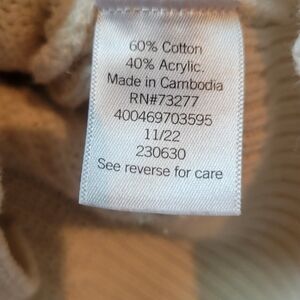 60% Cotton
40% Acrylic.
Made in Cambodia
RN#73277
400469703595
11/22
230630
See reverse for care